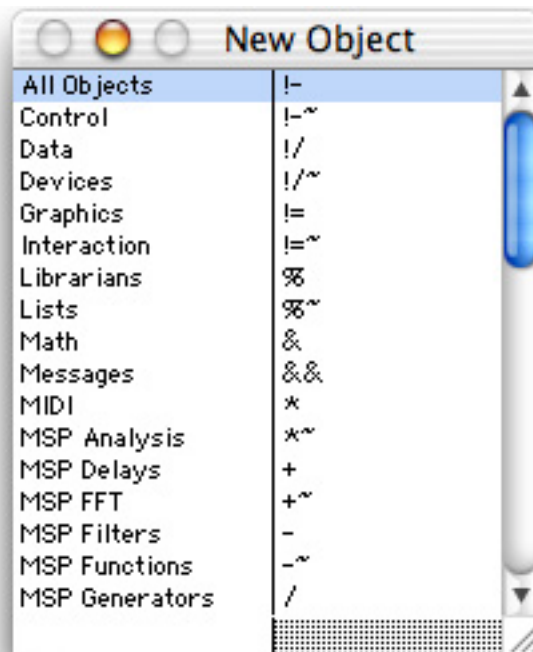 New Object
All Objects !-
Control !-~
Data !/
Devices !/~
Graphics !=
Interaction !=~
Librarians %
Lists %~
Math &
Messages &&
MIDI *
MSP Analysis *~
MSP Delays +
MSP FFT +~
MSP Filters -
MSP Functions -~
MSP Generators /